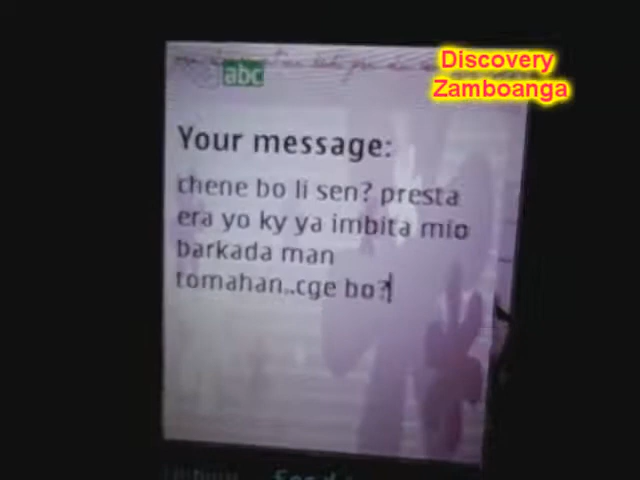 Discovery
Zamboanga
abc
Your message:
chene bo li sen? presta
era yo ky ya imbita mio
barkada man
tomahan..cge bo?